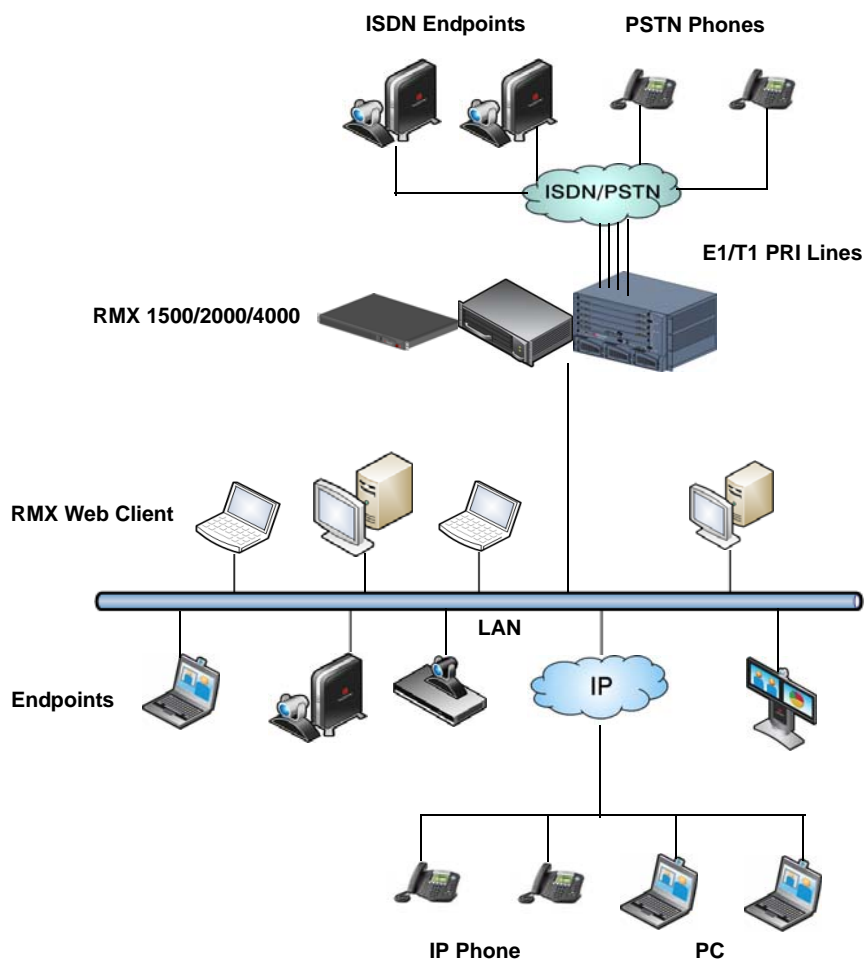 ISDN Endpoints
PSTN Phones
ISDN/PSTN
E1/T1 PRI Lines
RMX 1500/2000/4000
RMX Web Client
LAN
Endpoints
IP
IP Phone
PC